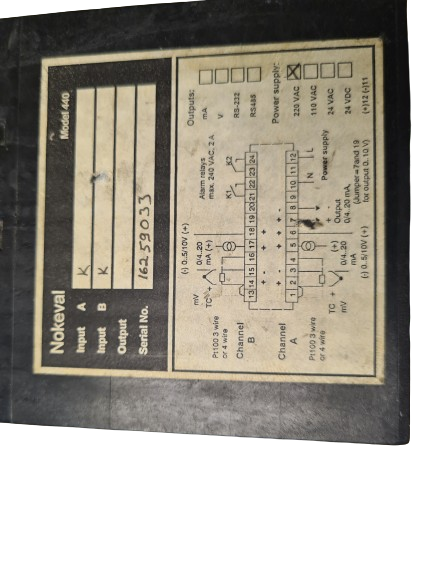 Nokeval
Model 440
Input A K
Input B K
Output
Serial No. 16259033
Outputs:
mA
V
RS-232
RS485
Power supply:
220 VAC
110 VAC
24 VAC
24 VDC
(+)12 (-)11
Alarm relays
max. 240 VAC, 2 A
K1
K2
(-) 0..5/10V (+)
0/4..20
mA (+)
mV
TC +
Pt100 3 wire
or 4 wire
Channel
B
13 14 15 16 17 18 19 20 21 22 23 24
Channel
A
1 2 3 4 5 6 7 8 9 10 11 12
N L
Power supply
Output
0/4..20 mA,
(Jumper=7 and 19
for output 0..10 V)
Pt100 3 wire
or 4 wire
TC +
mV
0/4..20
mA
(+)
(-) 0..5/10V (+)